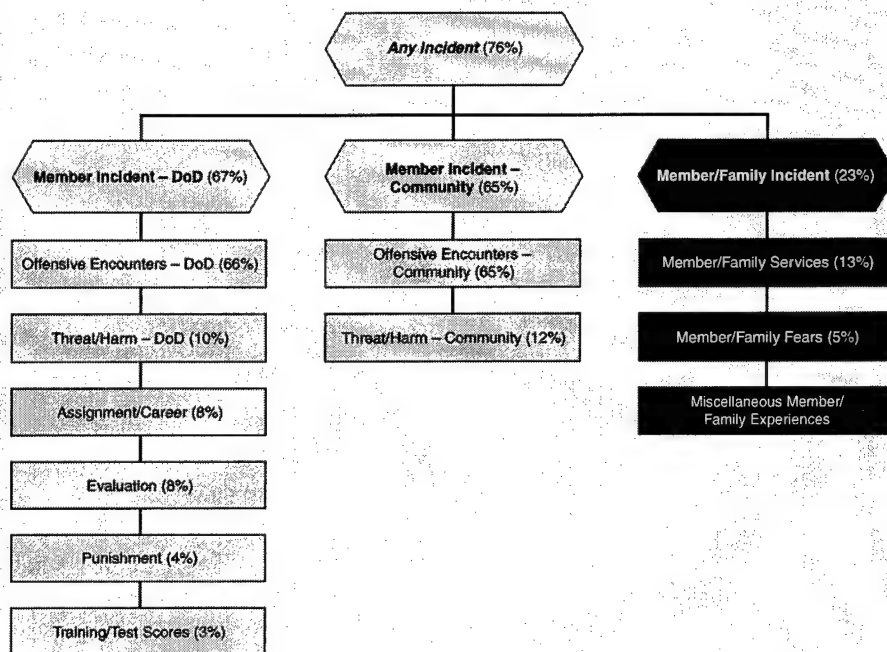 Any Incident (76%)
Member Incident – DoD (67%)
Offensive Encounters – DoD (66%)
Threat/Harm – DoD (10%)
Assignment/Career (8%)
Evaluation (8%)
Punishment (4%)
Training/Test Scores (3%)
Member Incident –
Community (65%)
Offensive Encounters –
Community (65%)
Threat/Harm – Community (12%)
Member/Family Incident (23%)
Member/Family Services (13%)
Member/Family Fears (5%)
Miscellaneous Member/
Family Experiences